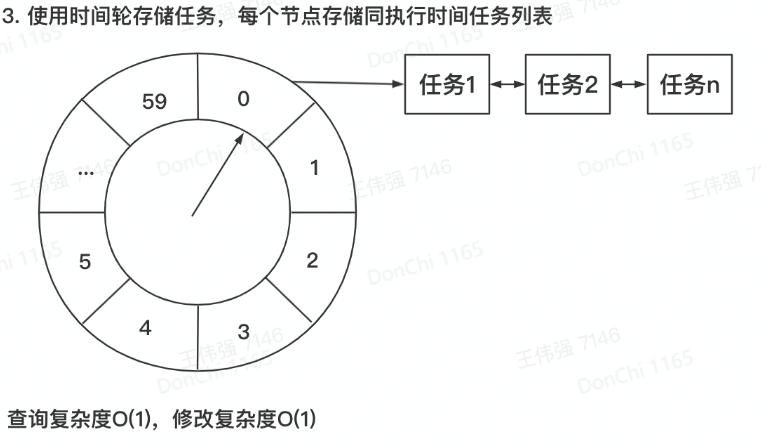 3. 使用时间轮存储任务，每个节点存储同执行时间任务列表
59
0
任务1
任务2
任务n
...
1
5
2
4
3
查询复杂度O(1)，修改复杂度O(1)
王伟强 7146
DonChi 1165
王伟强 7146
DonChi 1165
DonChi 1165
王伟强 7146
DonChi 1165
王伟强 7146
DonChi 1165